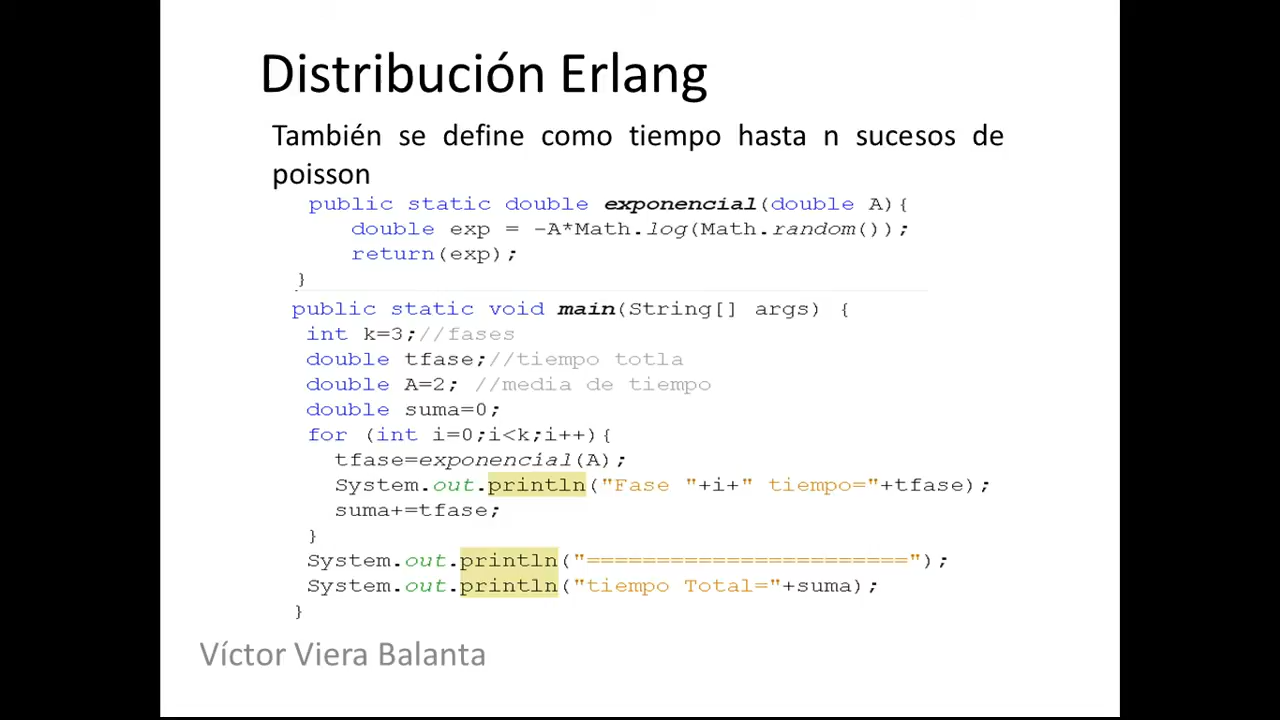 Distribución Erlang
También se define como tiempo hasta n sucesos de
poisson
public static double exponencial(double A){
double exp = -A*Math.log(Math.random());
return(exp);
}
public static void main(String[] args) {
int k=3;//fases
double tfase;//tiempo totla
double A=2; //media de tiempo
double suma=0;
for (int i=0;i<k;i++){
tfase=exponencial(A);
System.out.println("Fase "+i+" tiempo="+tfase);
suma+=tfase;
}
System.out.println("=======================");
System.out.println("tiempo Total="+suma);
}
Víctor Viera Balanta